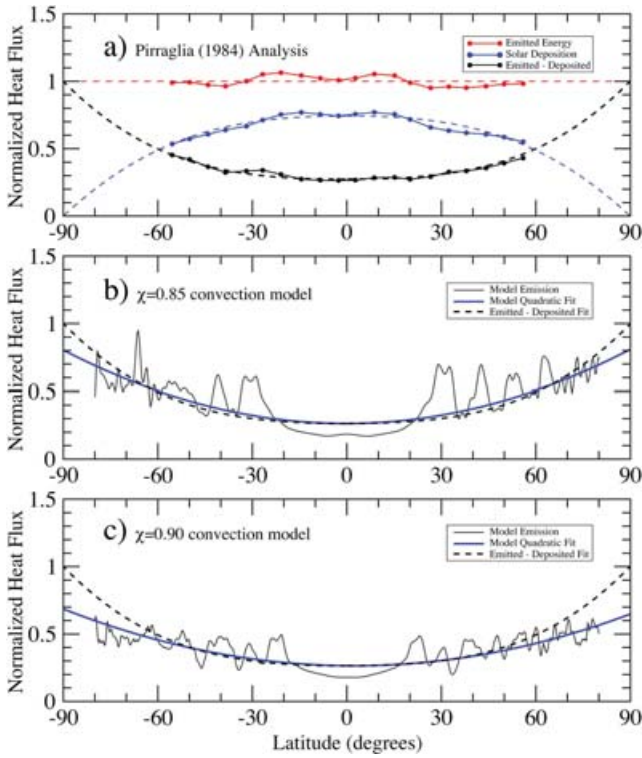 1.5
a) Pirraglia (1984) Analysis
Emitted Energy
Solar Deposition
Emitted - Deposited
1
0.5
0
Normalized Heat Flux
-90 -60 -30 0 30 60 90
1.5
b) χ=0.85 convection model
Model Emission
Model Quadratic Fit
Emitted - Deposited Fit
1
0.5
0
Normalized Heat Flux
-90 -60 -30 0 30 60 90
1.5
c) χ=0.90 convection model
Model Emission
Model Quadratic Fit
Emitted - Deposited Fit
1
0.5
0
Normalized Heat Flux
-90 -60 -30 0 30 60 90
Latitude (degrees)